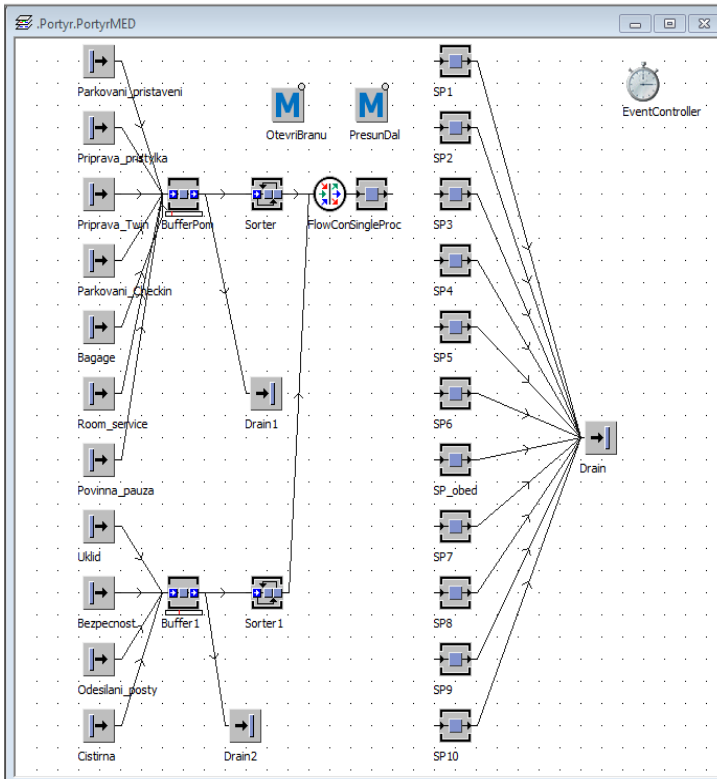 .Portyr.PortyrMED
Parkovani_pristaveni
Priprava_pristylka
Priprava_Twin
Parkovani_Checkin
Bagage
Room_service
Povinna_pauza
Uklid
Bezpecnost
Odesilani_posty
Cistirna
M
OtevriBranu
M
PresunDal
BufferPom
Sorter
FlowCon
SingleProc
Drain1
Buffer1
Sorter1
Drain2
SP1
SP2
SP3
SP4
SP5
SP6
SP_obed
SP7
SP8
SP9
SP10
EventController
Drain